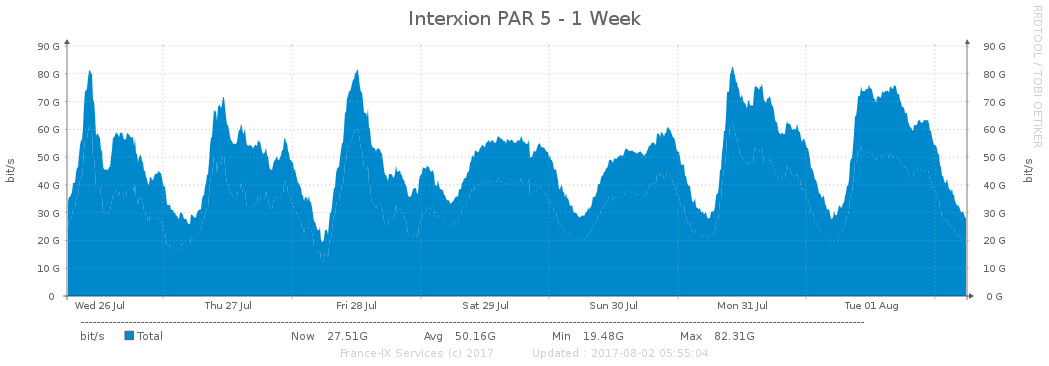 Interxion PAR 5 - 1 Week
RRDTOOL / TOBI OETIKER
90 G 90 G
80 G 80 G
70 G 70 G
60 G 60 G
50 G 50 G
40 G 40 G
30 G 30 G
20 G 20 G
10 G 10 G
0 0 G
bit/s
bit/s
Wed 26 Jul Thu 27 Jul Fri 28 Jul Sat 29 Jul Sun 30 Jul Mon 31 Jul Tue 01 Aug
bit/s Total Now 27.51G Avg 50.16G Min 19.48G Max 82.31G
France-IX Services (c) 2017 Updated : 2017-08-02 05:55:04